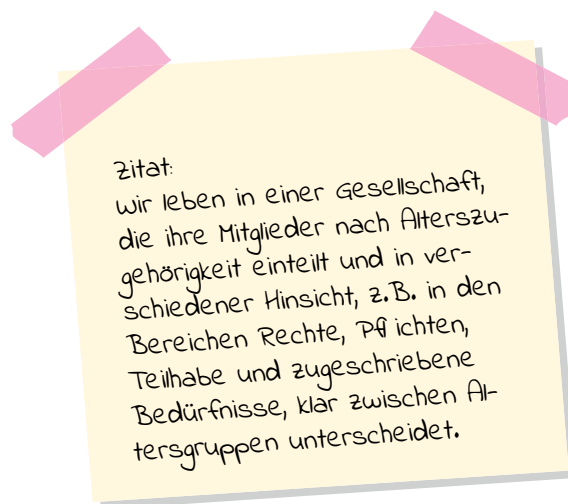 Zitat:
wir leben in einer Gesellschaft,
die ihre Mitglieder nach Alterszu-
gehörigkeit einteilt und in ver-
schiedener Hinsicht, z.B. in den
Bereichen Rechte, Pflichten,
Teilhabe und zugeschriebene
Bedürfnisse, klar zwischen Al-
tersgruppen unterscheidet.